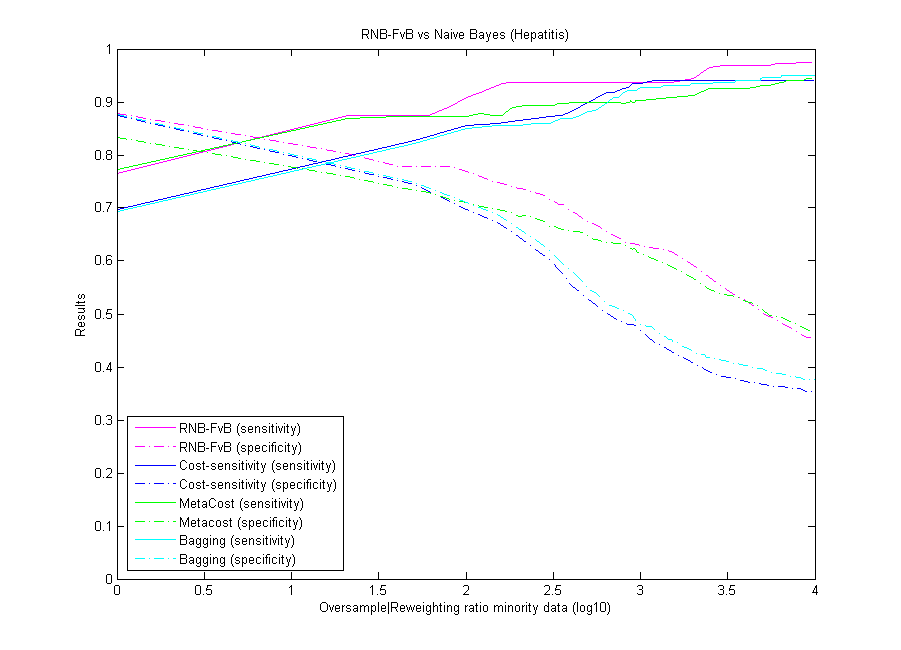 RNB-FvB vs Naive Bayes (Hepatitis)
1
0.9
0.8
0.7
0.6
0.5
0.4
0.3
0.2
0.1
0
Results
RNB-FvB (sensitivity)
RNB-FvB (specificity)
Cost-sensitivity (sensitivity)
Cost-sensitivity (specificity)
MetaCost (sensitivity)
Metacost (specificity)
Bagging (sensitivity)
Bagging (specificity)
0 0.5 1 1.5 2 2.5 3 3.5 4
Oversample|Reweighting ratio minority data (log10)